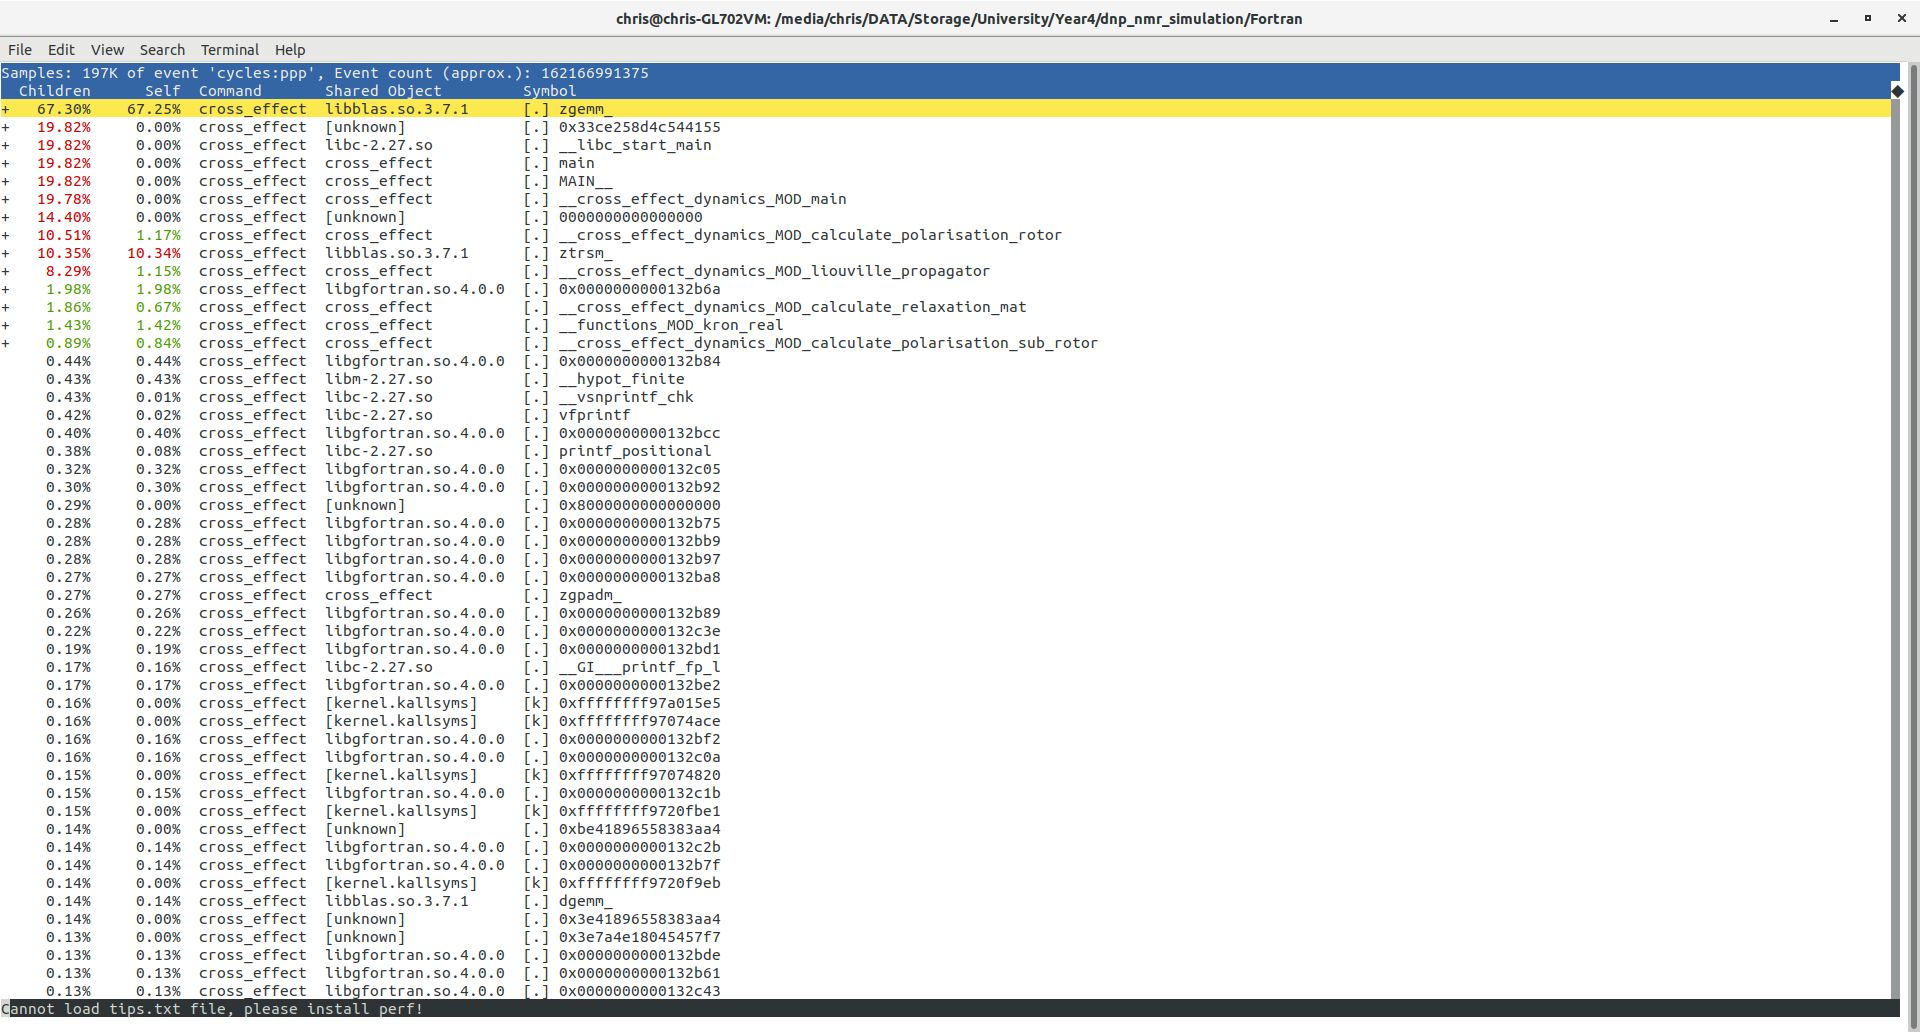 chris@chris-GL702VM: /media/chris/DATA/Storage/University/Year4/dnp_nmr_simulation/Fortran
File Edit View Search Terminal Help
Samples: 197K of event 'cycles:ppp', Event count (approx.): 162166991375
Children Self Command Shared Object Symbol
+ 67.30% 67.25% cross_effect libblas.so.3.7.1 [.] zgemm_
+ 19.82% 0.00% cross_effect [unknown] [.] 0x33ce258d4c544155
+ 19.82% 0.00% cross_effect libc-2.27.so [.] __libc_start_main
+ 19.82% 0.00% cross_effect cross_effect [.] main
+ 19.82% 0.00% cross_effect cross_effect [.] MAIN__
+ 19.78% 0.00% cross_effect cross_effect [.] __cross_effect_dynamics_MOD_main
+ 14.40% 0.00% cross_effect [unknown] [.] 0000000000000000
+ 10.51% 1.17% cross_effect cross_effect [.] __cross_effect_dynamics_MOD_calculate_polarisation_rotor
+ 10.35% 10.34% cross_effect libblas.so.3.7.1 [.] ztrsm_
+ 8.29% 1.15% cross_effect cross_effect [.] __cross_effect_dynamics_MOD_liouville_propagator
+ 1.98% 1.98% cross_effect libgfortran.so.4.0.0 [.] 0x0000000000132b6a
+ 1.86% 0.67% cross_effect cross_effect [.] __cross_effect_dynamics_MOD_calculate_relaxation_mat
+ 1.43% 1.42% cross_effect cross_effect [.] __functions_MOD_kron_real
+ 0.89% 0.84% cross_effect cross_effect [.] __cross_effect_dynamics_MOD_calculate_polarisation_sub_rotor
0.44% 0.44% cross_effect libgfortran.so.4.0.0 [.] 0x0000000000132b84
0.43% 0.43% cross_effect libm-2.27.so [.] __hypot_finite
0.43% 0.01% cross_effect libc-2.27.so [.] __vsnprintf_chk
0.42% 0.02% cross_effect libc-2.27.so [.] vfprintf
0.40% 0.40% cross_effect libgfortran.so.4.0.0 [.] 0x0000000000132bcc
0.38% 0.08% cross_effect libc-2.27.so [.] printf_positional
0.32% 0.32% cross_effect libgfortran.so.4.0.0 [.] 0x0000000000132c05
0.30% 0.30% cross_effect libgfortran.so.4.0.0 [.] 0x0000000000132b92
0.29% 0.00% cross_effect [unknown] [.] 0x8000000000000000
0.28% 0.28% cross_effect libgfortran.so.4.0.0 [.] 0x0000000000132b75
0.28% 0.28% cross_effect libgfortran.so.4.0.0 [.] 0x0000000000132bb9
0.28% 0.28% cross_effect libgfortran.so.4.0.0 [.] 0x0000000000132b97
0.27% 0.27% cross_effect libgfortran.so.4.0.0 [.] 0x0000000000132ba8
0.27% 0.27% cross_effect cross_effect [.] zgpadm_
0.26% 0.26% cross_effect libgfortran.so.4.0.0 [.] 0x0000000000132b89
0.22% 0.22% cross_effect libgfortran.so.4.0.0 [.] 0x0000000000132c3e
0.19% 0.19% cross_effect libgfortran.so.4.0.0 [.] 0x0000000000132bd1
0.17% 0.16% cross_effect libc-2.27.so [.] __GI___printf_fp_l
0.17% 0.17% cross_effect libgfortran.so.4.0.0 [.] 0x0000000000132be2
0.16% 0.00% cross_effect [kernel.kallsyms] [k] 0xffffffff97a015e5
0.16% 0.00% cross_effect [kernel.kallsyms] [k] 0xffffffff97074ace
0.16% 0.16% cross_effect libgfortran.so.4.0.0 [.] 0x0000000000132bf2
0.16% 0.16% cross_effect libgfortran.so.4.0.0 [.] 0x0000000000132c0a
0.15% 0.00% cross_effect [kernel.kallsyms] [k] 0xffffffff97074820
0.15% 0.15% cross_effect libgfortran.so.4.0.0 [.] 0x0000000000132c1b
0.15% 0.00% cross_effect [kernel.kallsyms] [k] 0xffffffff9720fbe1
0.14% 0.00% cross_effect [unknown] [.] 0xbe41896558383aa4
0.14% 0.14% cross_effect libgfortran.so.4.0.0 [.] 0x0000000000132c2b
0.14% 0.14% cross_effect libgfortran.so.4.0.0 [.] 0x0000000000132b7f
0.14% 0.00% cross_effect [kernel.kallsyms] [k] 0xffffffff9720f9eb
0.14% 0.14% cross_effect libblas.so.3.7.1 [.] dgemm_
0.14% 0.00% cross_effect [unknown] [.] 0x3e41896558383aa4
0.13% 0.00% cross_effect [unknown] [.] 0x3e7a4e18045457f7
0.13% 0.13% cross_effect libgfortran.so.4.0.0 [.] 0x0000000000132bde
0.13% 0.13% cross_effect libgfortran.so.4.0.0 [.] 0x0000000000132b61
0.13% 0.13% cross_effect libgfortran.so.4.0.0 [.] 0x0000000000132c43
Cannot load tips.txt file, please install perf!